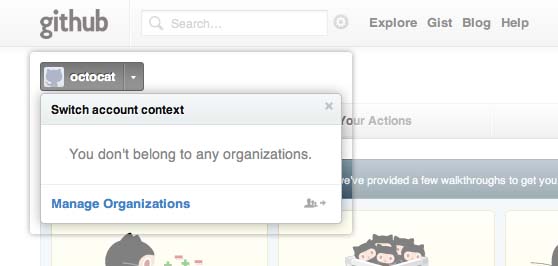 github
Search...
Explore Gist Blog Help
octocat
Switch account context
Your Actions
You don't belong to any organizations.
we've provided a few walkthroughs to get you
Manage Organizations